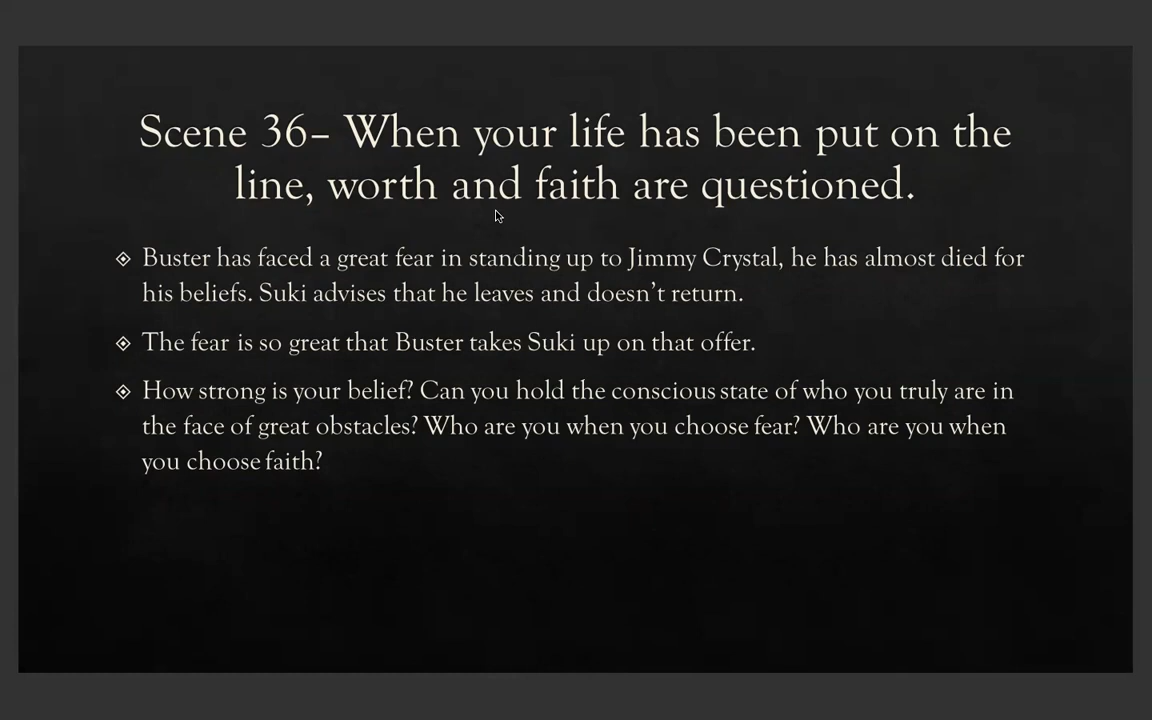 Scene 36– When your life has been put on the
line, worth and faith are questioned.
Buster has faced a great fear in standing up to Jimmy Crystal, he has almost died for
his beliefs. Suki advises that he leaves and doesn’t return.
The fear is so great that Buster takes Suki up on that offer.
How strong is your belief? Can you hold the conscious state of who you truly are in
the face of great obstacles? Who are you when you choose fear? Who are you when
you choose faith?